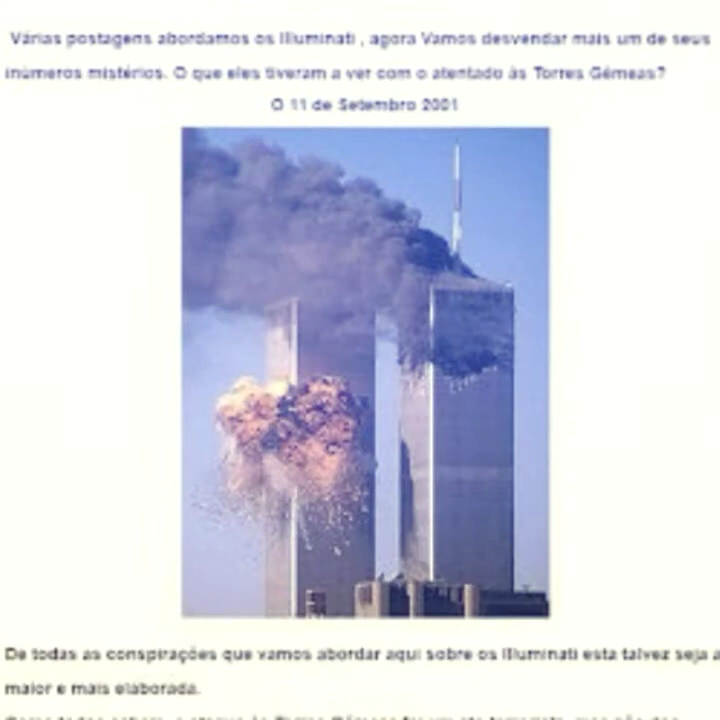 Várias postagens abordamos os Illuminati , agora Vamos desvendar mais um de seus
inúmeros mistérios. O que eles tiveram a ver com o atentado às Torres Gêmeas?
O 11 de Setembro 2001
De todas as conspirações que vamos abordar aqui sobre os Illuminati esta talvez seja a
maior e mais elaborada.